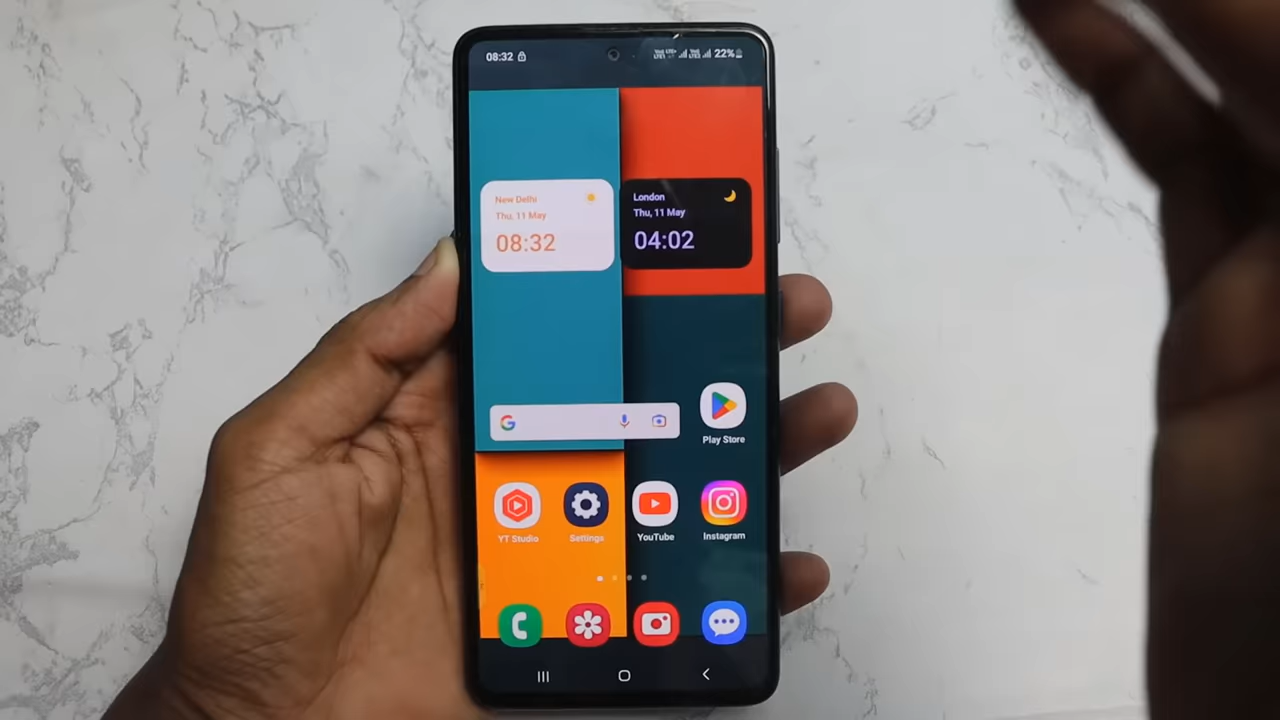 08:32
22%
New Delhi
Thu, 11 May
08:32
London
Thu, 11 May
04:02
Play Store
YT Studio
Settings
YouTube
Instagram